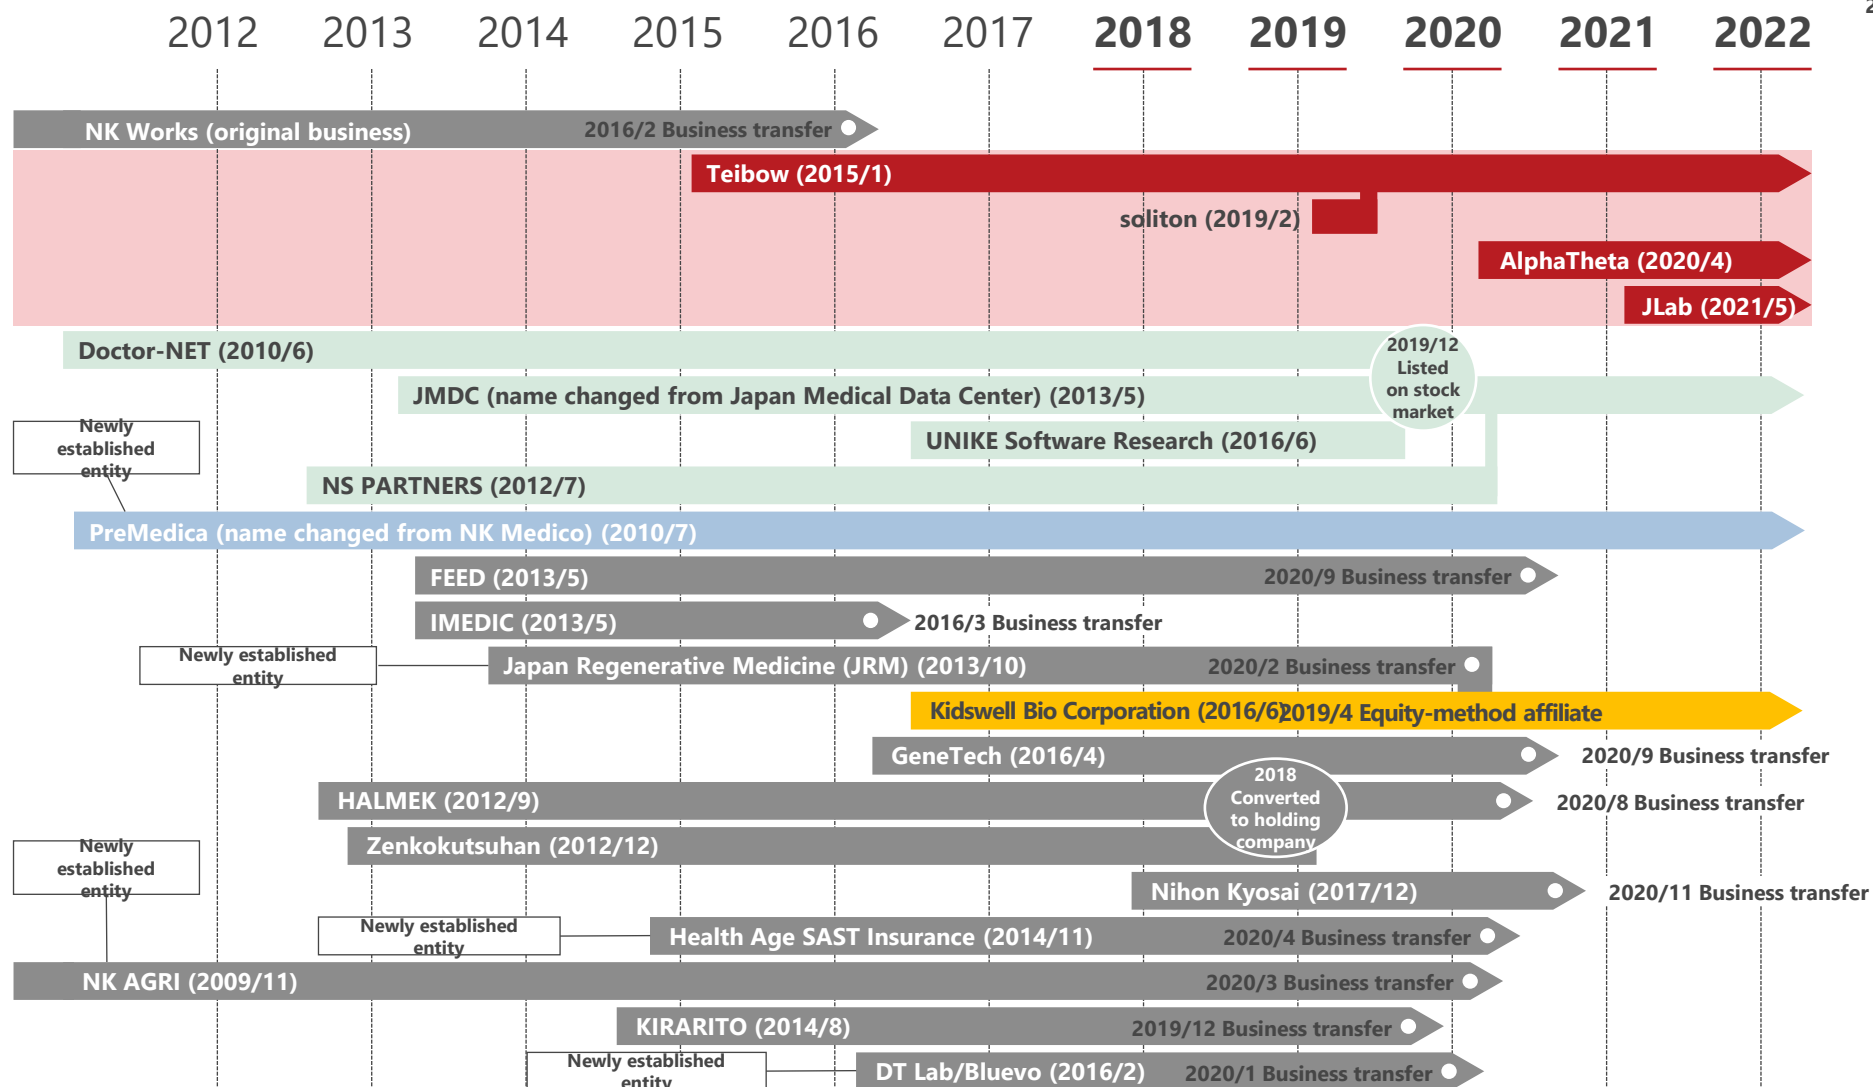 2012 2013 2014 2015 2016 2017 2018 2019 2020 2021 2022
NK Works (original business) 2016/2 Business transfer
Teibow (2015/1)
soliton (2019/2)
AlphaTheta (2020/4)
JLab (2021/5)
Doctor-NET (2010/6)
2019/12
Listed
on stock
market
JMDC (name changed from Japan Medical Data Center) (2013/5)
Newly
established
entity
UNIKE Software Research (2016/6)
NS PARTNERS (2012/7)
PreMedica (name changed from NK Medico) (2010/7)
FEED (2013/5) 2020/9 Business transfer
IMEDIC (2013/5) 2016/3 Business transfer
Newly established
entity
Japan Regenerative Medicine (JRM) (2013/10) 2020/2 Business transfer
Kidswell Bio Corporation (2016/6) 2019/4 Equity-method affiliate
GeneTech (2016/4) 2020/9 Business transfer
2018
Converted
to holding
company
HALMEK (2012/9) 2020/8 Business transfer
Zenkokutsuhan (2012/12)
Newly
established
entity
Nihon Kyosai (2017/12) 2020/11 Business transfer
Newly established
entity
Health Age SAST Insurance (2014/11) 2020/4 Business transfer
NK AGRI (2009/11) 2020/3 Business transfer
KIRARITO (2014/8) 2019/12 Business transfer
Newly established
entity
DT Lab/Bluevo (2016/2) 2020/1 Business transfer